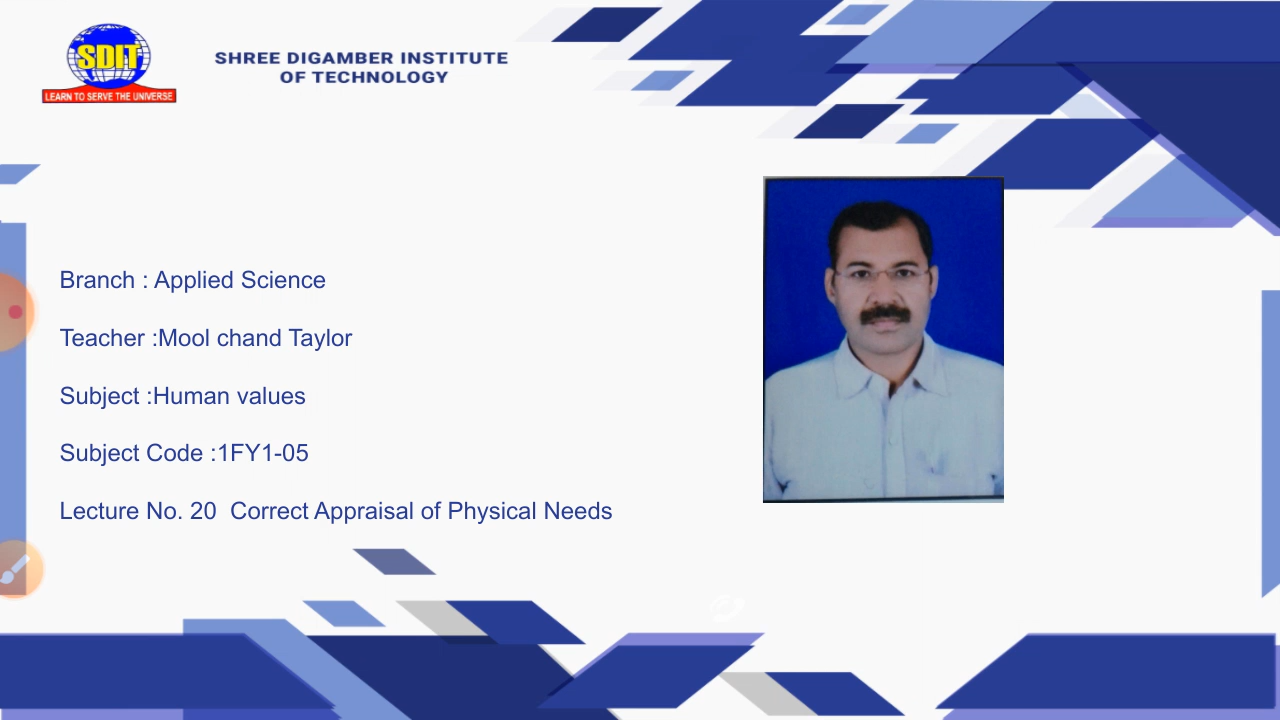 SDIT
LEARN TO SERVE THE UNIVERSE
SHREE DIGAMBER INSTITUTE
OF TECHNOLOGY
Branch : Applied Science
Teacher :Mool chand Taylor
Subject :Human values
Subject Code :1FY1-05
Lecture No. 20  Correct Appraisal of Physical Needs